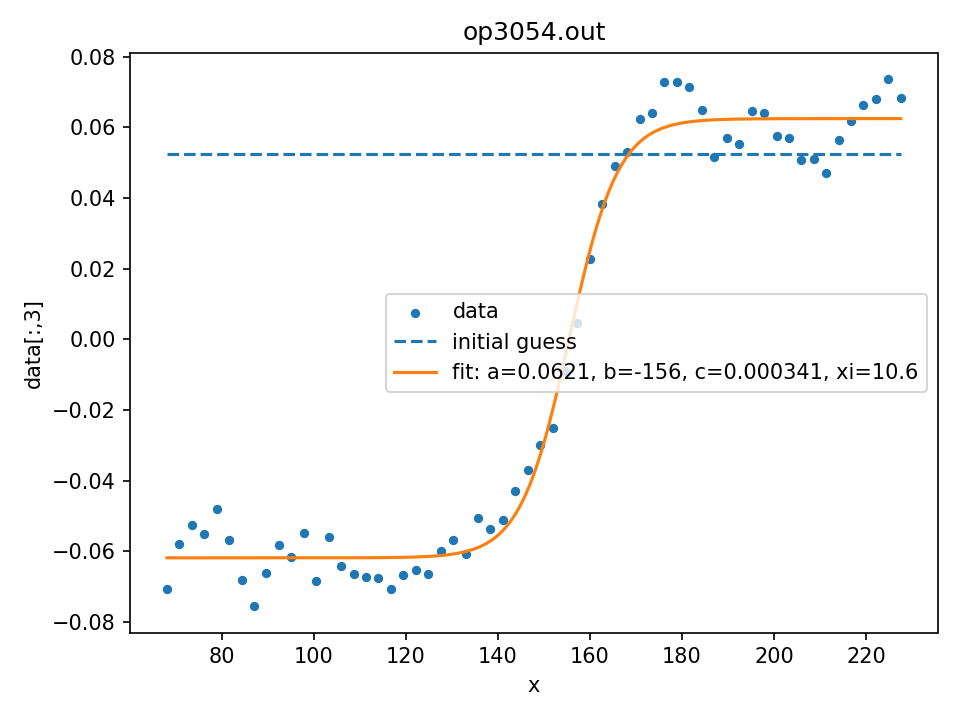 op3054.out
0.08
0.06
0.04
0.02
0.00
−0.02
−0.04
−0.06
−0.08
data[:,3]
data
initial guess
fit: a=0.0621, b=-156, c=0.000341, xi=10.6
80 100 120 140 160 180 200 220
x